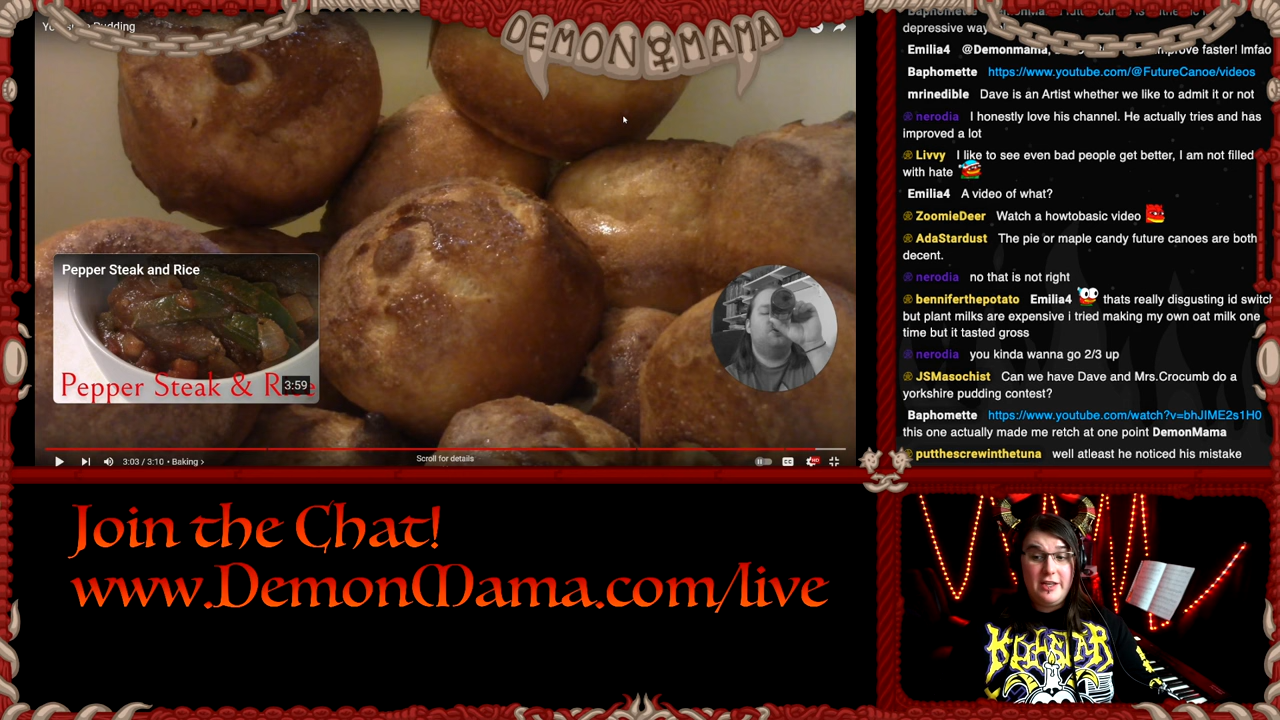 Yorkshire Pudding
DEMON MAMA
Pepper Steak and Rice
Pepper Steak & Rice
3:59
3:03 / 3:10 • Baking ›
Scroll for details
HD
depressive way
Emilia4 @Demonmama, improve faster! lmfao
Baphomette https://www.youtube.com/@FutureCanoe/videos
mrinedible Dave is an Artist whether we like to admit it or not
nerodia I honestly love his channel. He actually tries and has
improved a lot
Livvy I like to see even bad people get better, I am not filled
with hate
Emilia4 A video of what?
ZoomieDeer Watch a howtobasic video
AdaStardust The pie or maple candy future canoes are both
decent.
nerodia no that is not right
benniferthepotato Emilia4 thats really disgusting id switch
but plant milks are expensive i tried making my own oat milk one
time but it tasted gross
nerodia you kinda wanna go 2/3 up
JSMasochist Can we have Dave and Mrs.Crocumb do a
yorkshire pudding contest?
Baphomette https://www.youtube.com/watch?v=bhJIME2s1H0
this one actually made me retch at one point DemonMama
putthescrewinthetuna well atleast he noticed his mistake
Join the Chat!
www.DemonMama.com/live